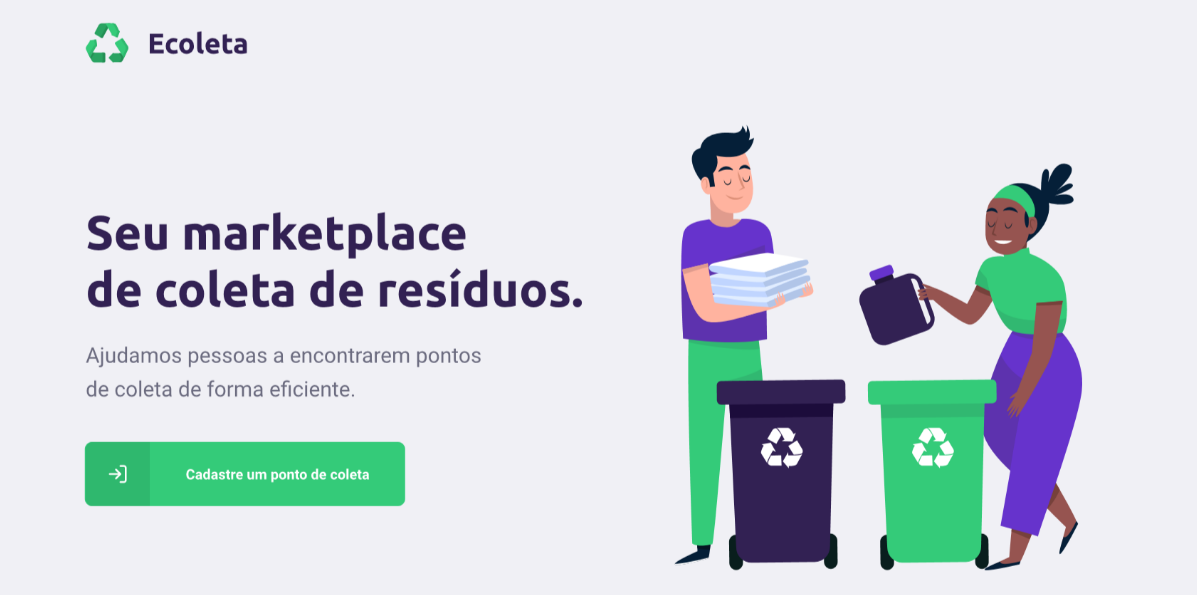 Ecoleta
Seu marketplace
de coleta de resíduos.
Ajudamos pessoas a encontrarem pontos
de coleta de forma eficiente.
Cadastre um ponto de coleta